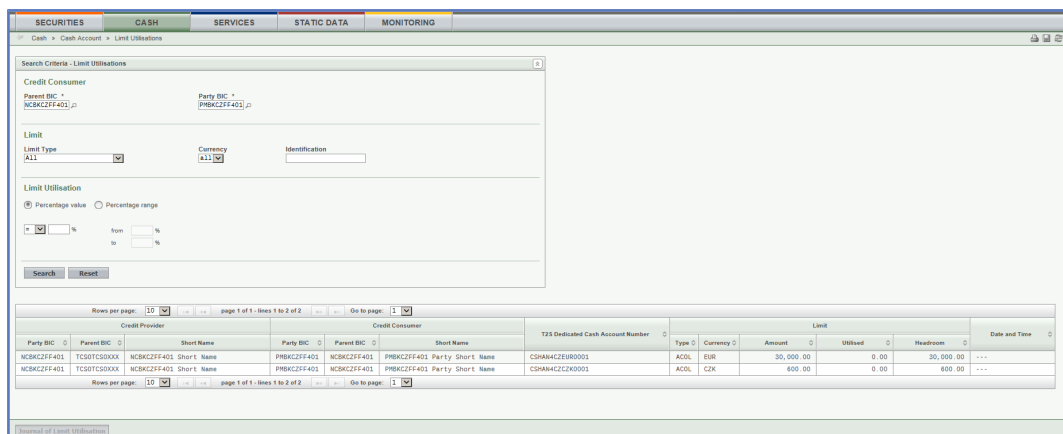 SECURITIES CASH SERVICES STATIC DATA MONITORING
Cash > Cash Account > Limit Utilisations
Search Criteria - Limit Utilisations
Credit Consumer
Parent BIC * Party BIC *
NCBKCZFF401 PMBKCZFF401
Limit
Limit Type Currency Identification
All all
Limit Utilisation
Percentage value Percentage range
= % from %
to %
Search Reset
Rows per page: 10 page 1 of 1 - lines 1 to 2 of 2 Go to page: 1
Credit Provider Credit Consumer T2S Dedicated Cash Account Number Limit Date and Time
Party BIC Parent BIC Short Name Party BIC Parent BIC Short Name Type Currency Amount Utilised Headroom
NCBKCZFF401 TCSOTCSOXXX NCBKCZFF401 Short Name PMBKCZFF401 NCBKCZFF401 PMBKCZFF401 Party Short Name CSHAN4CZEUR0001 ACOL EUR 30,000.00 0.00 30,000.00 ---
NCBKCZFF401 TCSOTCSOXXX NCBKCZFF401 Short Name PMBKCZFF401 NCBKCZFF401 PMBKCZFF401 Party Short Name CSHAN4CZCZK0001 ACOL CZK 600.00 0.00 600.00 ---
Rows per page: 10 page 1 of 1 - lines 1 to 2 of 2 Go to page: 1
Journal of Limit Utilisation